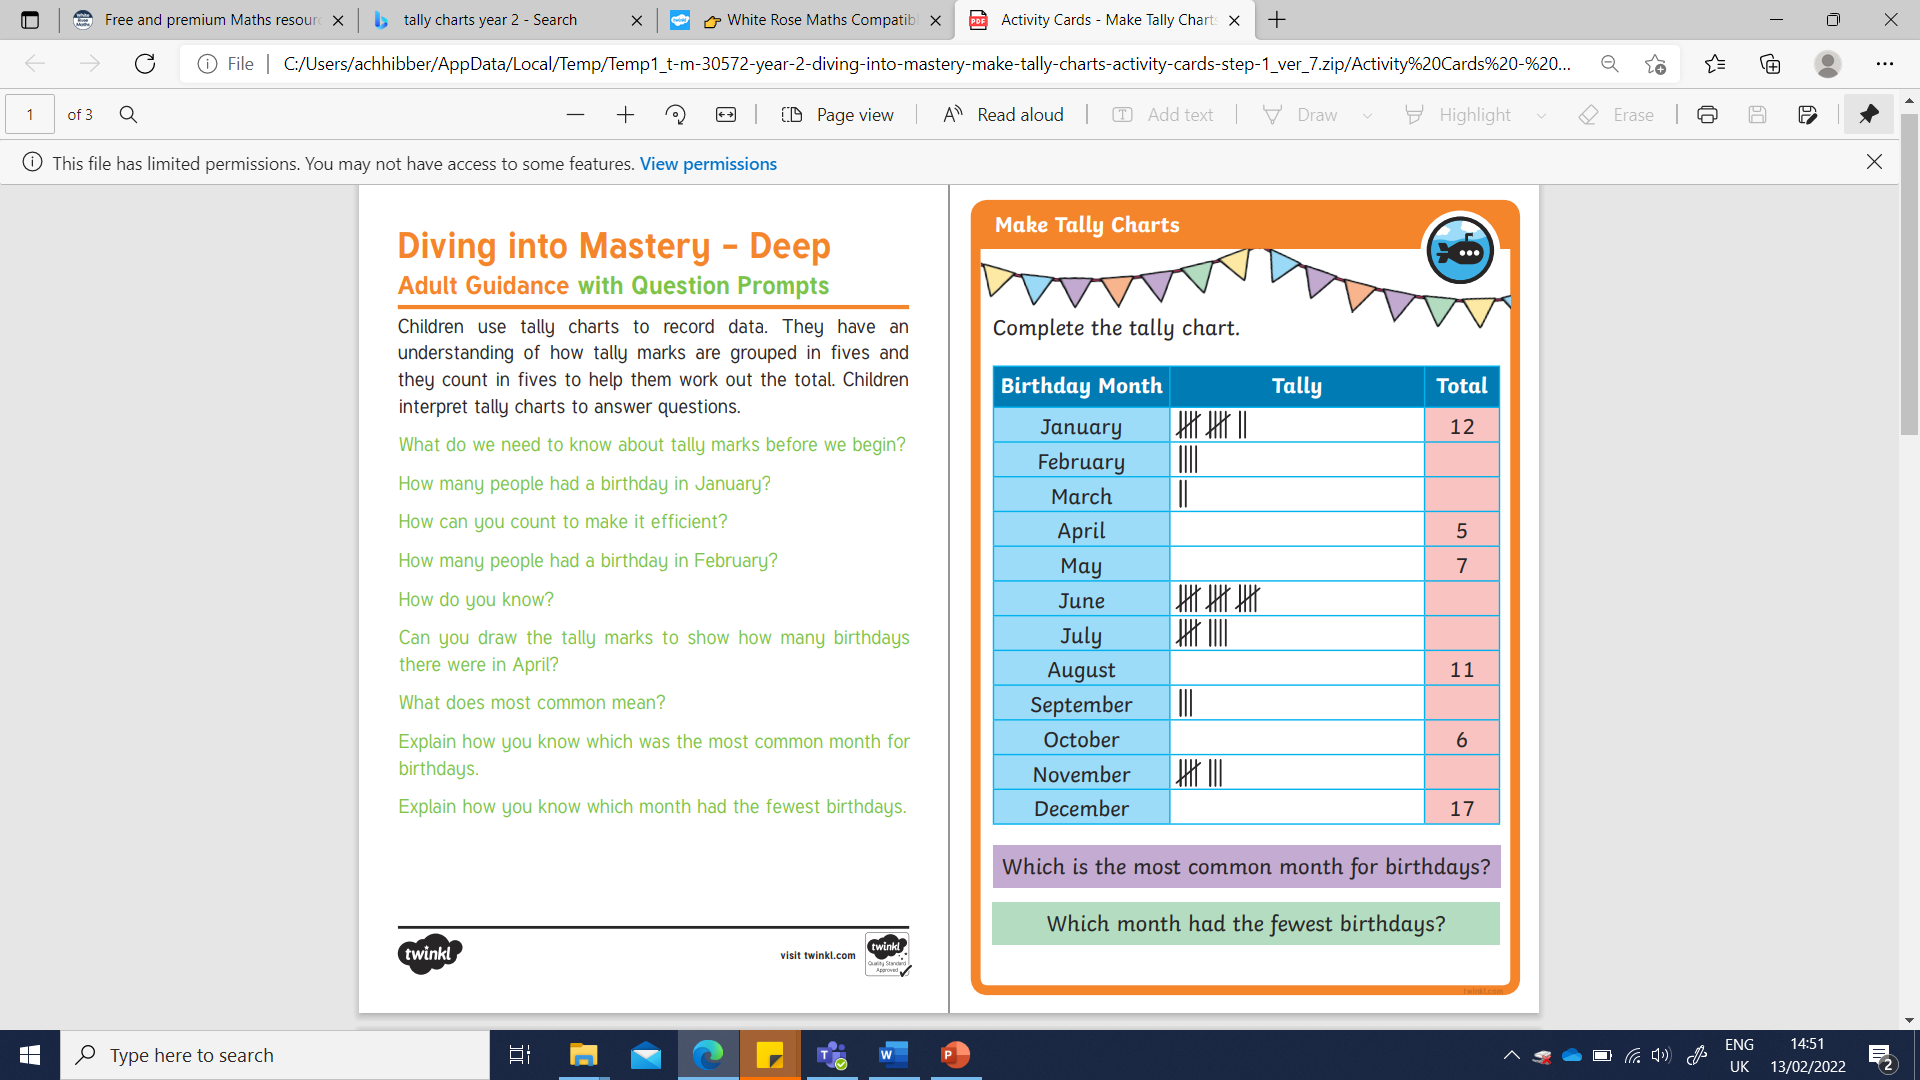 Free and premium Maths resour
tally charts year 2 - Search
White Rose Maths Compatibl
Activity Cards - Make Tally Charts
File
C:/Users/achhibber/AppData/Local/Temp/Temp1_t-m-30572-year-2-diving-into-mastery-make-tally-charts-activity-cards-step-1_ver_7.zip/Activity%20Cards%20-%20...
1 of 3
Page view
Read aloud
Add text
Draw
Highlight
Erase
This file has limited permissions. You may not have access to some features. View permissions
Diving into Mastery - Deep
Adult Guidance with Question Prompts
Children use tally charts to record data. They have an
understanding of how tally marks are grouped in fives and
they count in fives to help them work out the total. Children
interpret tally charts to answer questions.
What do we need to know about tally marks before we begin?
How many people had a birthday in January?
How can you count to make it efficient?
How many people had a birthday in February?
How do you know?
Can you draw the tally marks to show how many birthdays
there were in April?
What does most common mean?
Explain how you know which was the most common month for
birthdays.
Explain how you know which month had the fewest birthdays.
twinkl
visit twinkl.com
twinkl
Quality Standard
Approved
Make Tally Charts
Complete the tally chart.
Birthday Month Tally Total
January 12
February
March
April 5
May 7
June
July
August 11
September
October 6
November
December 17
Which is the most common month for birthdays?
Which month had the fewest birthdays?
twinkl.com
Type here to search
ENG
UK
14:51
13/02/2022
2